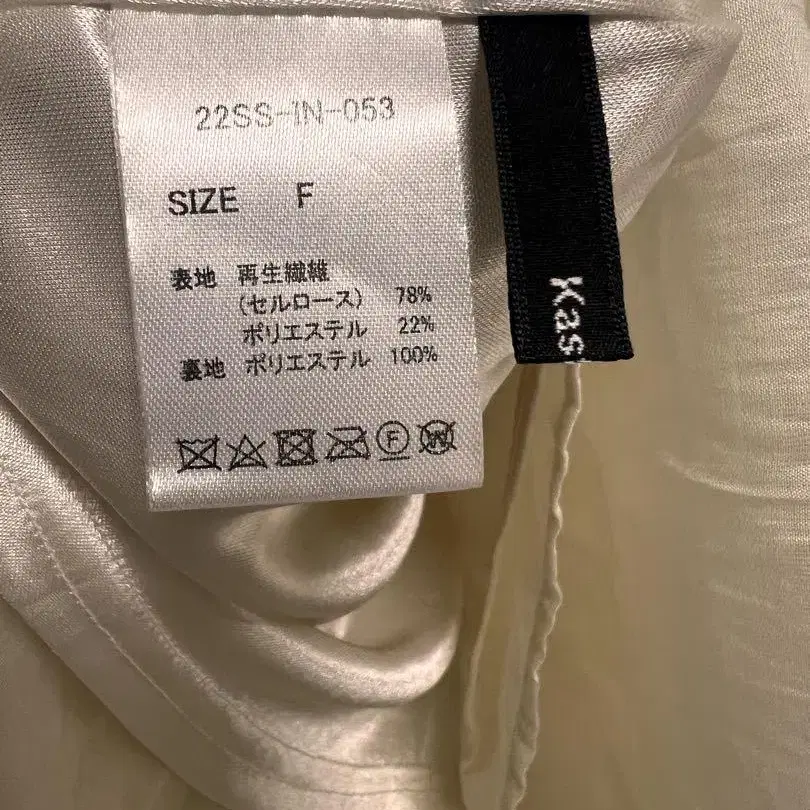 22SS-IN-053
SIZE F
表地 再生繊維
(セルロース) 78%
ポリエステル 22%
裏地 ポリエステル 100%
F W
Kas